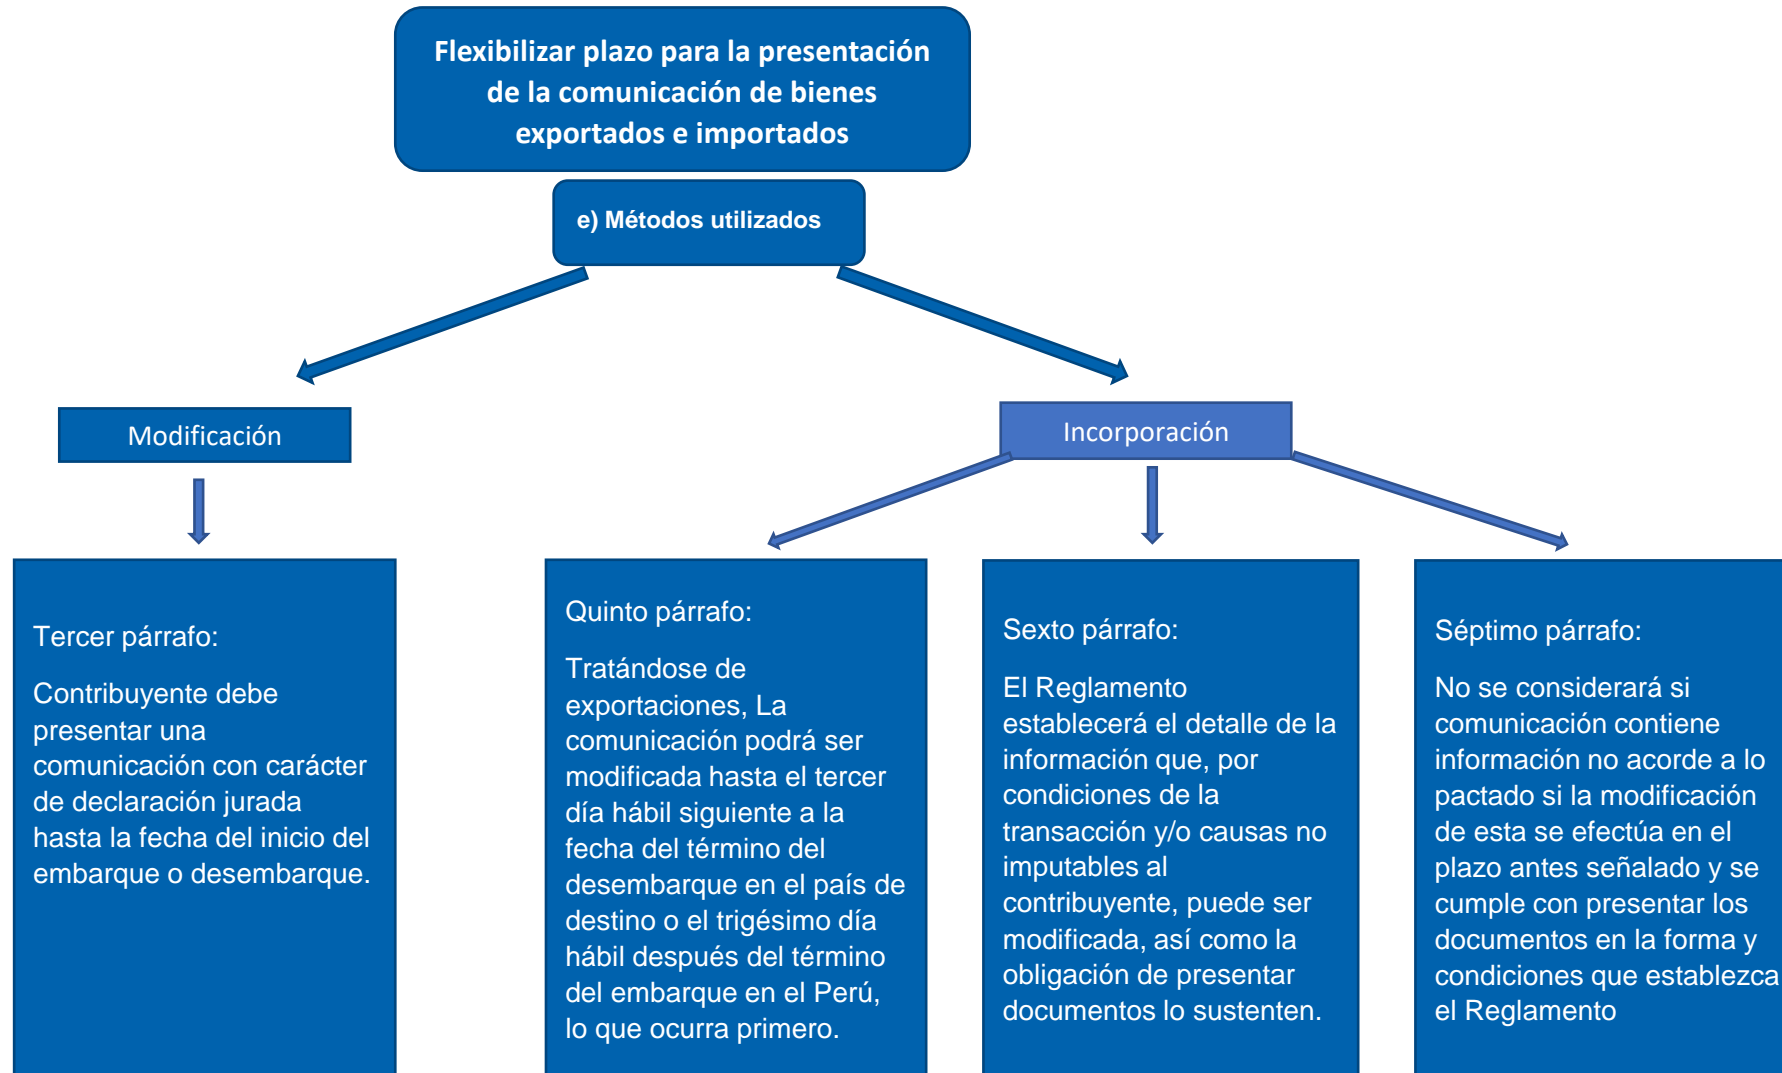 Flexibilizar plazo para la presentación
de la comunicación de bienes
exportados e importados
e) Métodos utilizados
Modificación
Incorporación
Tercer párrafo:
Contribuyente debe
presentar una
comunicación con carácter
de declaración jurada
hasta la fecha del inicio del
embarque o desembarque.
Quinto párrafo:
Tratándose de
exportaciones, La
comunicación podrá ser
modificada hasta el tercer
día hábil siguiente a la
fecha del término del
desembarque en el país de
destino o el trigésimo día
hábil después del término
del embarque en el Perú,
lo que ocurra primero.
Sexto párrafo:
El Reglamento
establecerá el detalle de la
información que, por
condiciones de la
transacción y/o causas no
imputables al
contribuyente, puede ser
modificada, así como la
obligación de presentar
documentos lo sustenten.
Séptimo párrafo:
No se considerará si
comunicación contiene
información no acorde a lo
pactado si la modificación
de esta se efectúa en el
plazo antes señalado y se
cumple con presentar los
documentos en la forma y
condiciones que establezca
el Reglamento